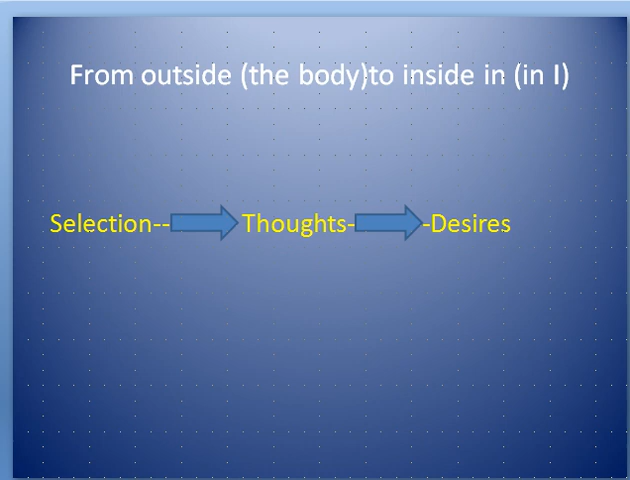 From outside (the body)to inside in (in I)
Selection-- Thoughts- -Desires